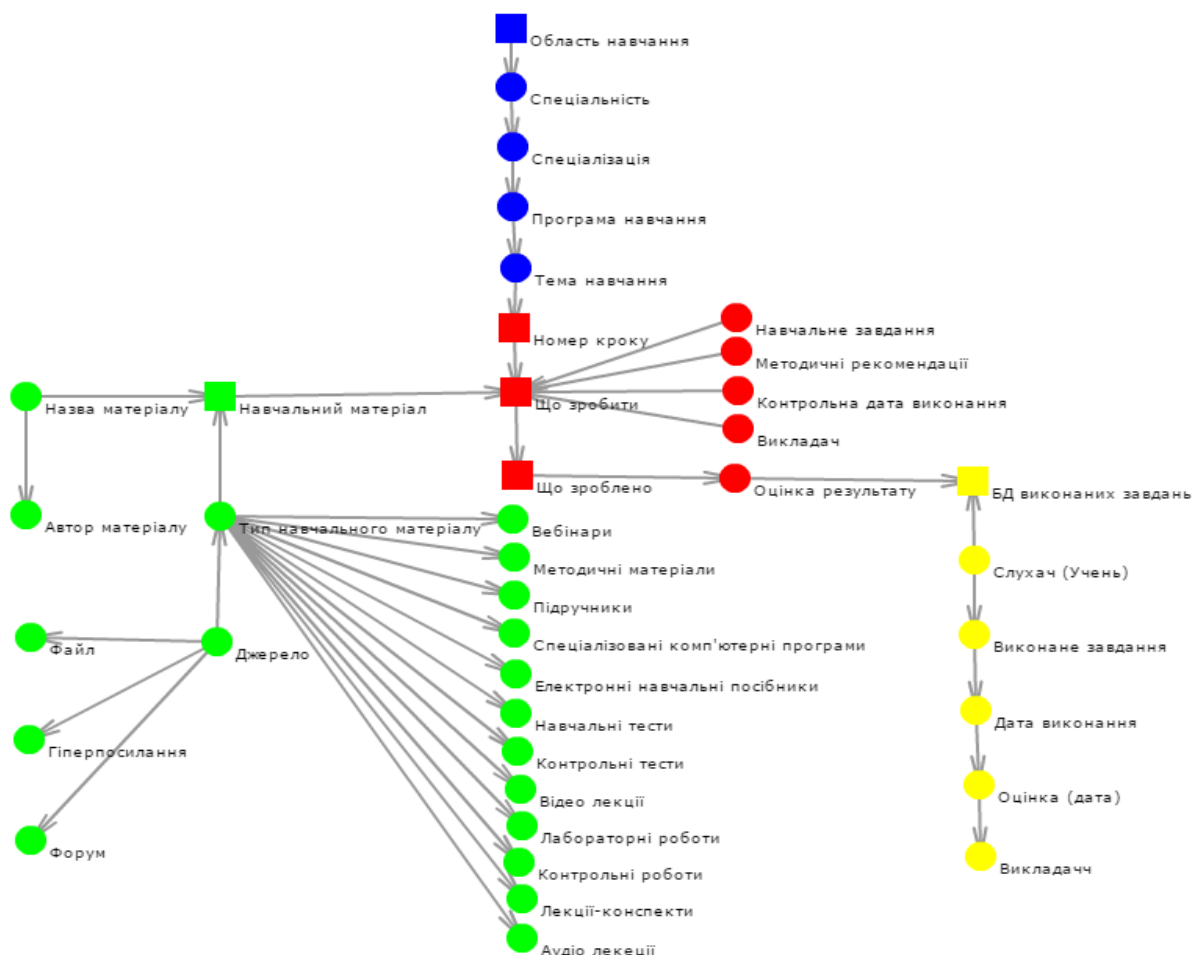 Область навчання
Спеціальність
Спеціалізація
Програма навчання
Тема навчання
Номер кроку
Навчальне завдання
Методичні рекомендації
Контрольна дата виконання
Викладач
Назва матеріалу
Навчальний матеріал
Що зробити
Що зроблено
Оцінка результату
БД виконаних завдань
Автор матеріалу
Тип навчального матеріалу
Вебінари
Методичні матеріали
Підручники
Спеціалізовані комп'ютерні програми
Електронні навчальні посібники
Навчальні тести
Контрольні тести
Відео лекції
Лабораторні роботи
Контрольні роботи
Лекції-конспекти
Аудіо лекеції
Файл
Джерело
Гіперпосилання
Форум
Слухач (Учень)
Виконане завдання
Дата виконання
Оцінка (дата)
Викладачч